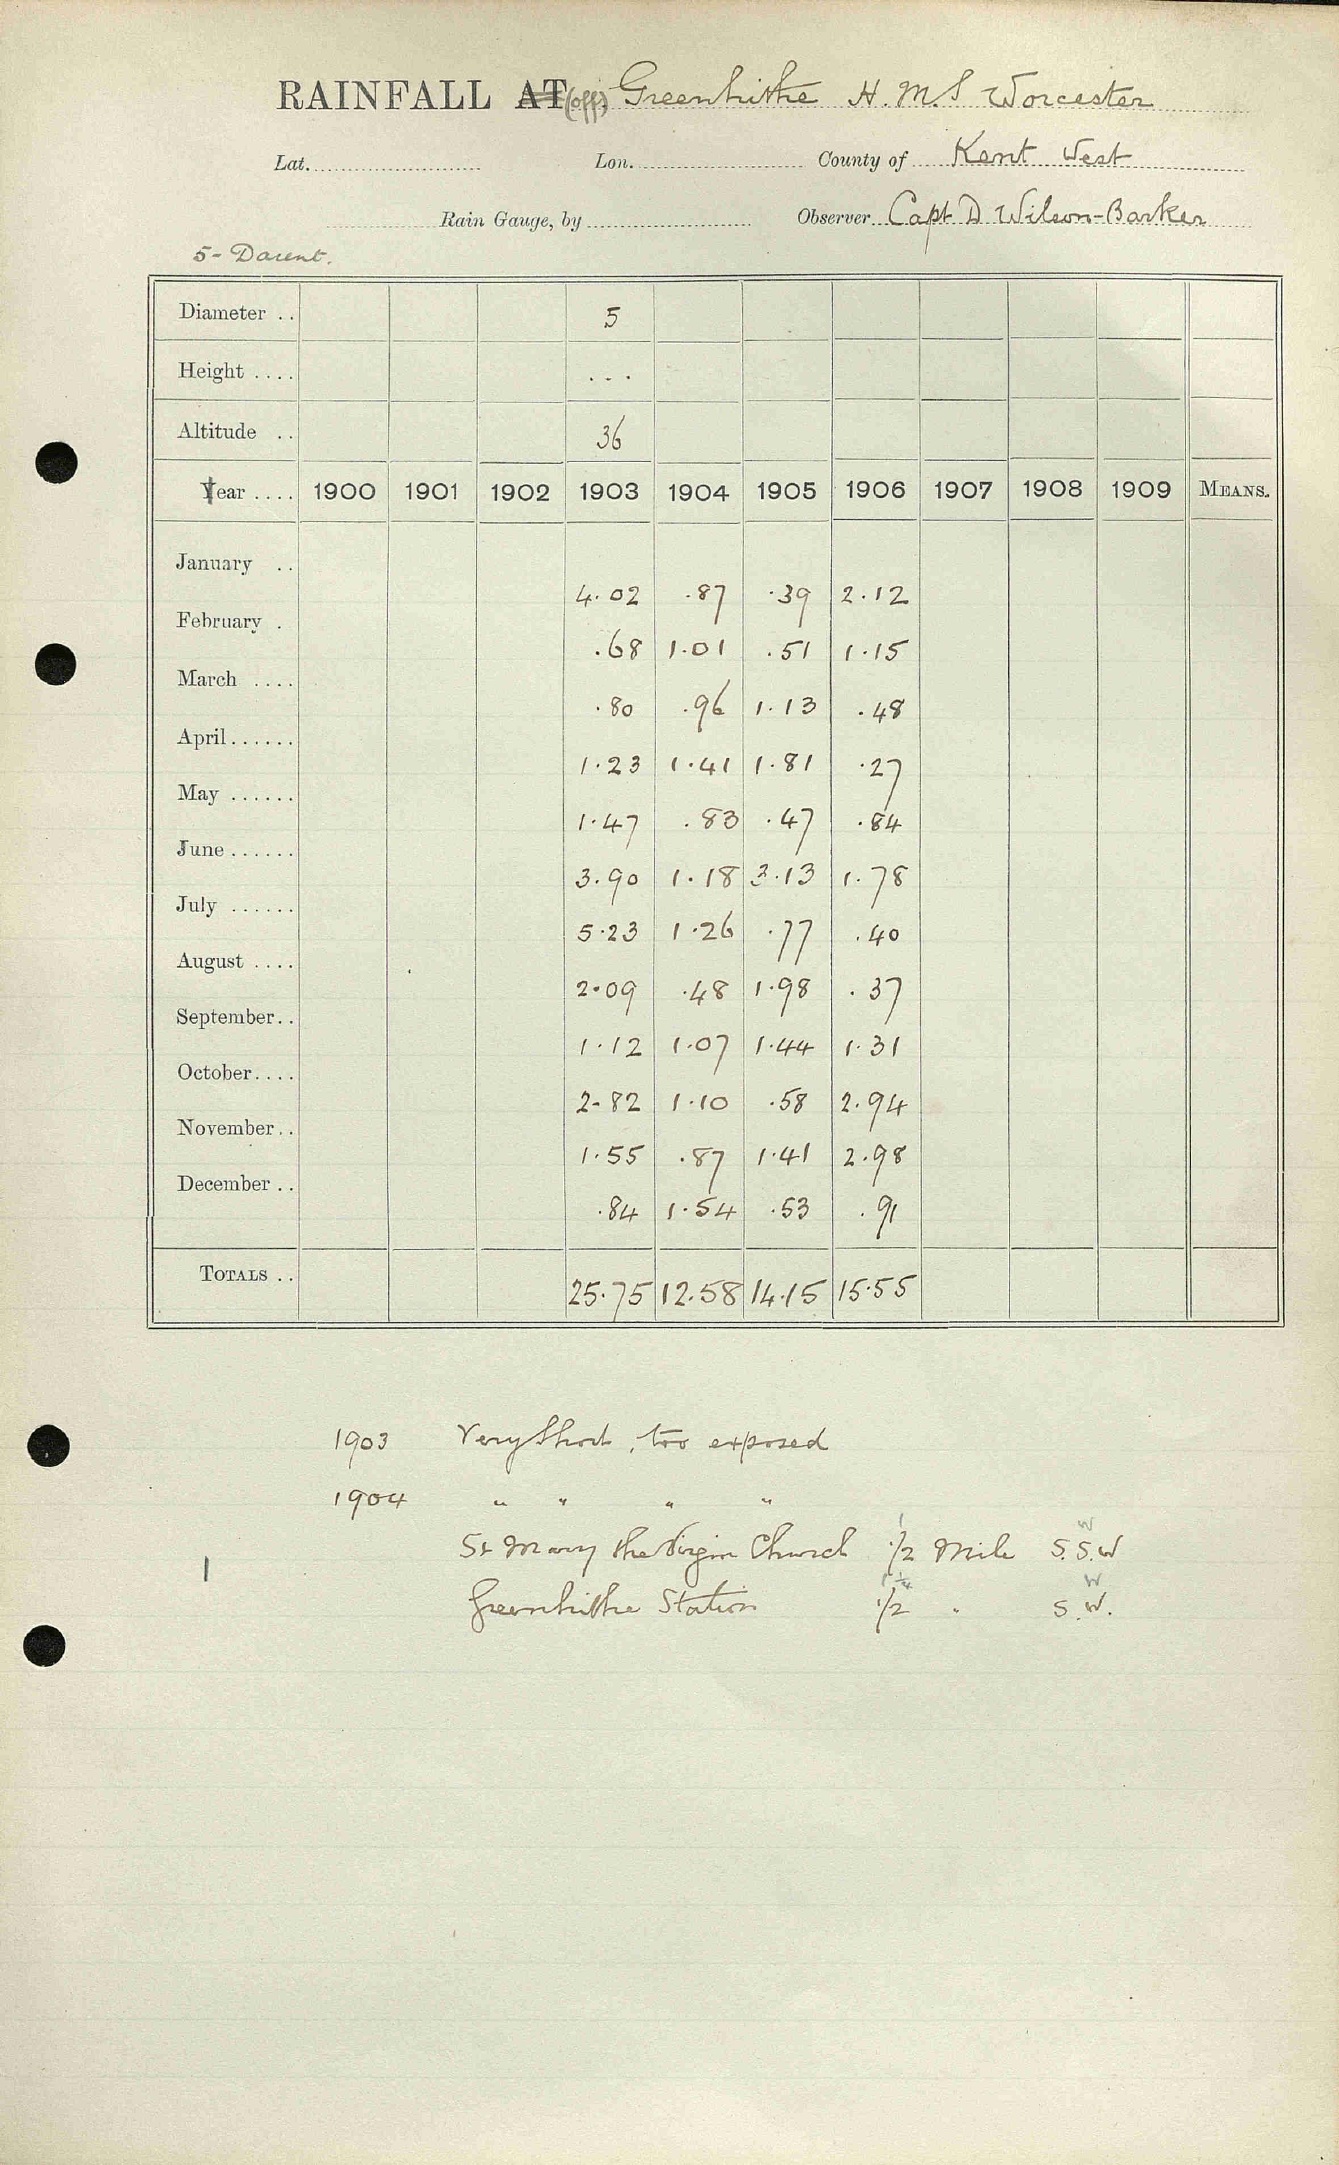 RAINFALL AT (off) Greenhithe H.M.S Worcester
Lat. Lon. County of Kent West
Rain Gauge, by Observer Capt. D Wilson-Barker
5- Darent.
Diameter .. 5
Height .... ...
Altitude .. 36
Year .... 1900 1901 1902 1903 1904 1905 1906 1907 1908 1909 MEANS.
January .. 4.02 .87 .39 2.12
February . .68 1.01 .51 1.15
March .... .80 .96 1.13 .48
April...... 1.23 1.41 1.81 .27
May ...... 1.47 .83 .47 .84
June ...... 3.90 1.18 3.13 1.78
July ...... 5.23 1.26 .77 .40
August .... 2.09 .48 1.98 .37
September.. 1.12 1.07 1.44 1.31
October.... 2.82 1.10 .58 2.94
November.. 1.55 .87 1.41 2.98
December .. .84 1.54 .53 .91
TOTALS .. 25.75 12.58 14.15 15.55
1903 Very Short, too exposed
1904 " " " "
St Mary the Virgin Church 1/2 Mile S.S.W
Greenhithe Station 1/2 " S.W.